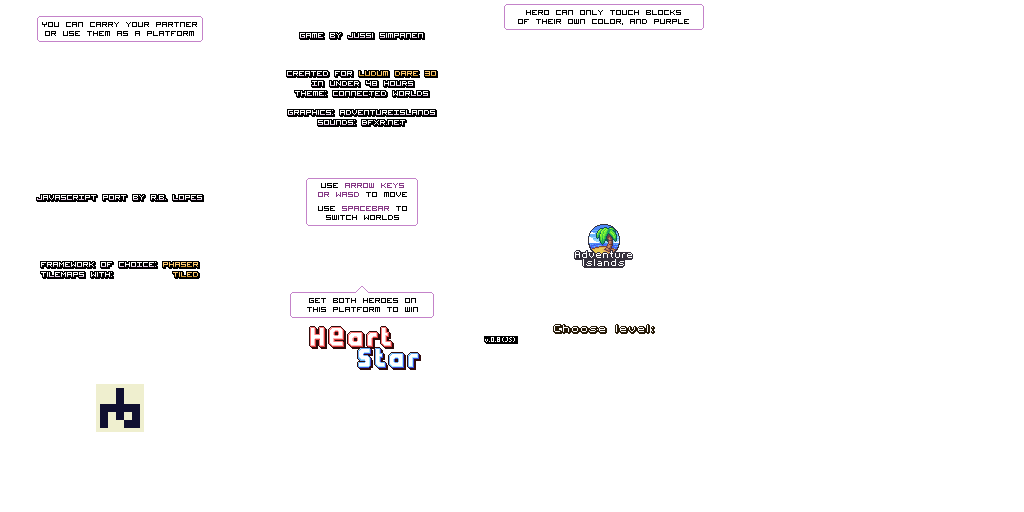 YOU CAN CARRY YOUR PARTNER
OR USE THEM AS A PLATFORM
GAME BY JUSSI SIMPANEN
HERO CAN ONLY TOUCH BLOCKS
OF THEIR OWN COLOR, AND PURPLE
CREATED FOR LUDUM DARE 30
IN UNDER 48 HOURS
THEME: CONNECTED WORLDS
GRAPHICS: ADVENTUREISLANDS
SOUNDS: BFXR.NET
JAVASCRIPT PORT BY R.B. LOPES
USE ARROW KEYS
OR WASD TO MOVE
USE SPACEBAR TO
SWITCH WORLDS
Adventure
Islands
FRAMEWORK OF CHOICE: PHASER
TILEMAPS WITH: TILED
GET BOTH HEROES ON
THIS PLATFORM TO WIN
Heart
Star
v.0.8(JS)
Choose level: